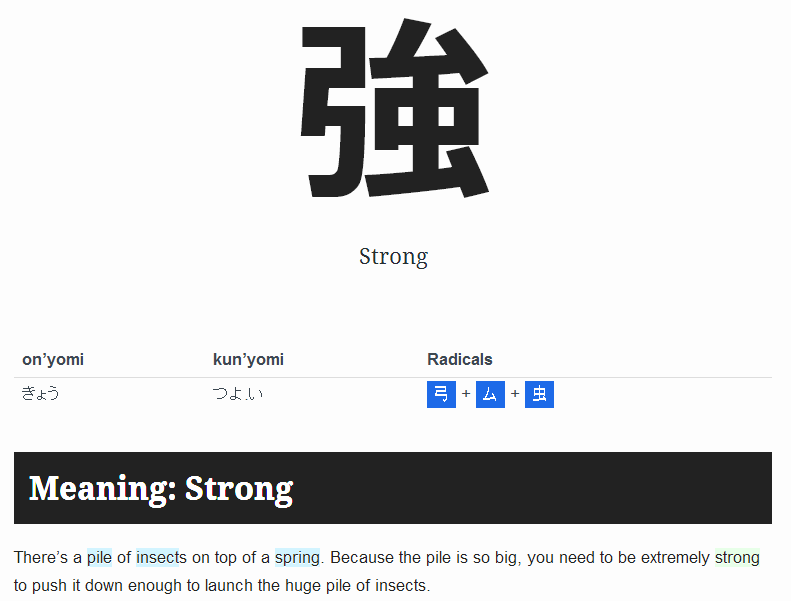 強
Strong
on’yomi kun’yomi Radicals
きょう つよ.い 弓 + ム + 虫
Meaning: Strong
There’s a pile of insects on top of a spring. Because the pile is so big, you need to be extremely strong
to push it down enough to launch the huge pile of insects.